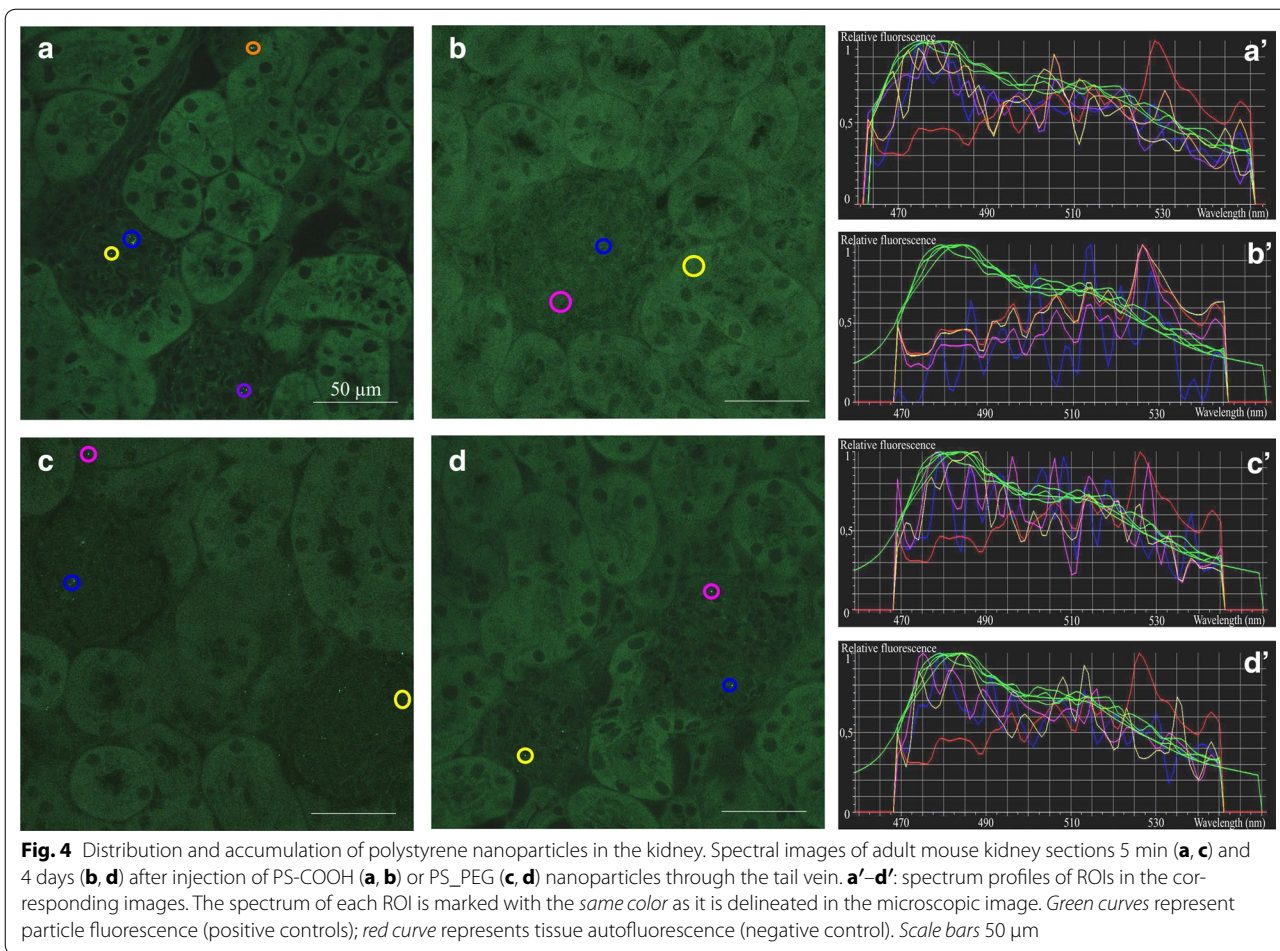 a
50 µm
b
Relative fluorescence
a'
1
0,5
0
470
490
510
530
Wavelength (nm)
Relative fluorescence
b'
1
0,5
0
470
490
510
530
Wavelength (nm)
c
d
Relative fluorescence
c'
1
0,5
0
470
490
510
530
Wavelength (nm)
Relative fluorescence
d'
1
0,5
0
470
490
510
530
Wavelength (nm)
Fig. 4 Distribution and accumulation of polystyrene nanoparticles in the kidney. Spectral images of adult mouse kidney sections 5 min (a, c) and
4 days (b, d) after injection of PS-COOH (a, b) or PS_PEG (c, d) nanoparticles through the tail vein. a′–d′: spectrum profiles of ROIs in the cor-
responding images. The spectrum of each ROI is marked with the same color as it is delineated in the microscopic image. Green curves represent
particle fluorescence (positive controls); red curve represents tissue autofluorescence (negative control). Scale bars 50 µm